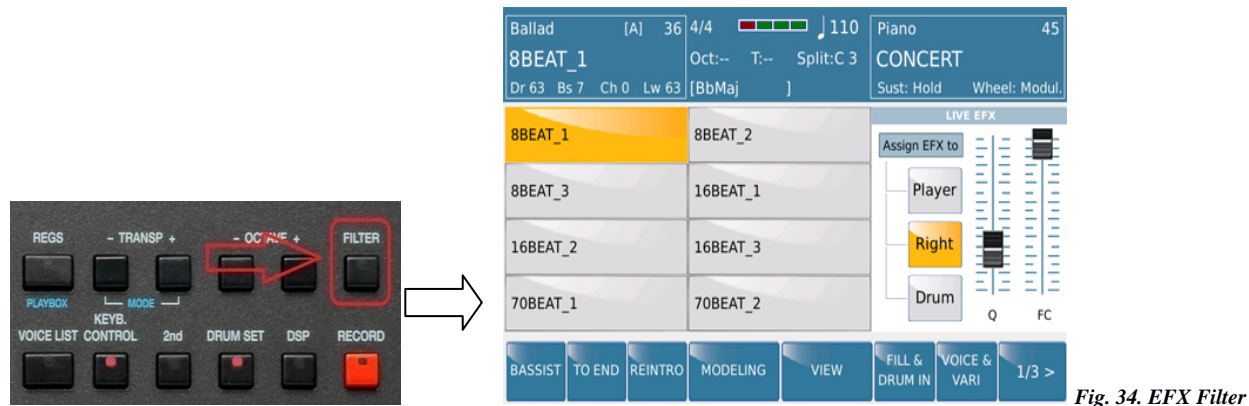 REGS - TRANSP + - OCTAVE + FILTER
PLAYBOX MODE
VOICE LIST KEYB. CONTROL 2nd DRUM SET DSP RECORD
Ballad [A] 36 4/4 110 Piano 45
8BEAT_1 Oct:-- T:-- Split:C 3 CONCERT
Dr 63 Bs 7 Ch 0 Lw 63 [BbMaj ] Sust: Hold Wheel: Modul.
8BEAT_1 8BEAT_2
8BEAT_3 16BEAT_1
16BEAT_2 16BEAT_3
70BEAT_1 70BEAT_2
LIVE EFX
Assign EFX to
Player
Right
Drum
Q FC
BASSIST TO END REINTRO MODELING VIEW FILL & DRUM IN VOICE & VARI 1/3 >
Fig. 34. EFX Filter